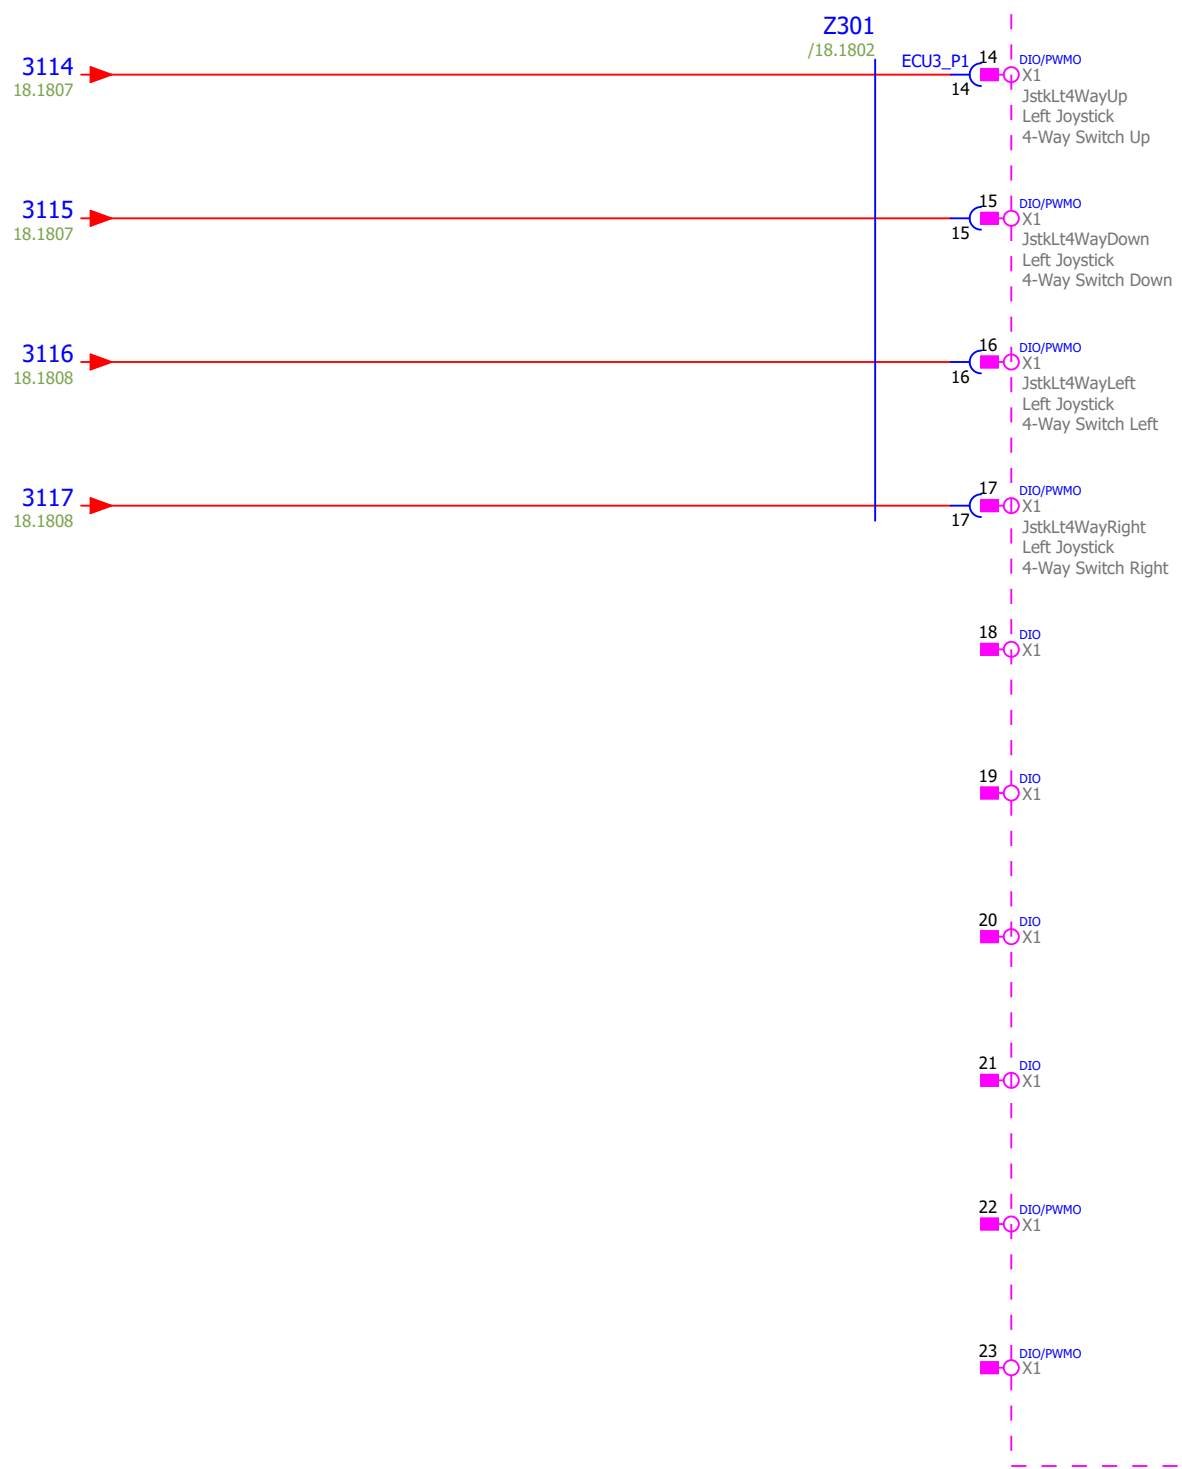 Z301
/18.1802
3114
18.1807
ECU3_P1
14
14
DIO/PWMO
X1
JstkLt4WayUp
Left Joystick
4-Way Switch Up
3115
18.1807
15
15
DIO/PWMO
X1
JstkLt4WayDown
Left Joystick
4-Way Switch Down
3116
18.1808
16
16
DIO/PWMO
X1
JstkLt4WayLeft
Left Joystick
4-Way Switch Left
3117
18.1808
17
17
DIO/PWMO
X1
JstkLt4WayRight
Left Joystick
4-Way Switch Right
18
DIO
X1
19
DIO
X1
20
DIO
X1
21
DIO
X1
22
DIO/PWMO
X1
23
DIO/PWMO
X1